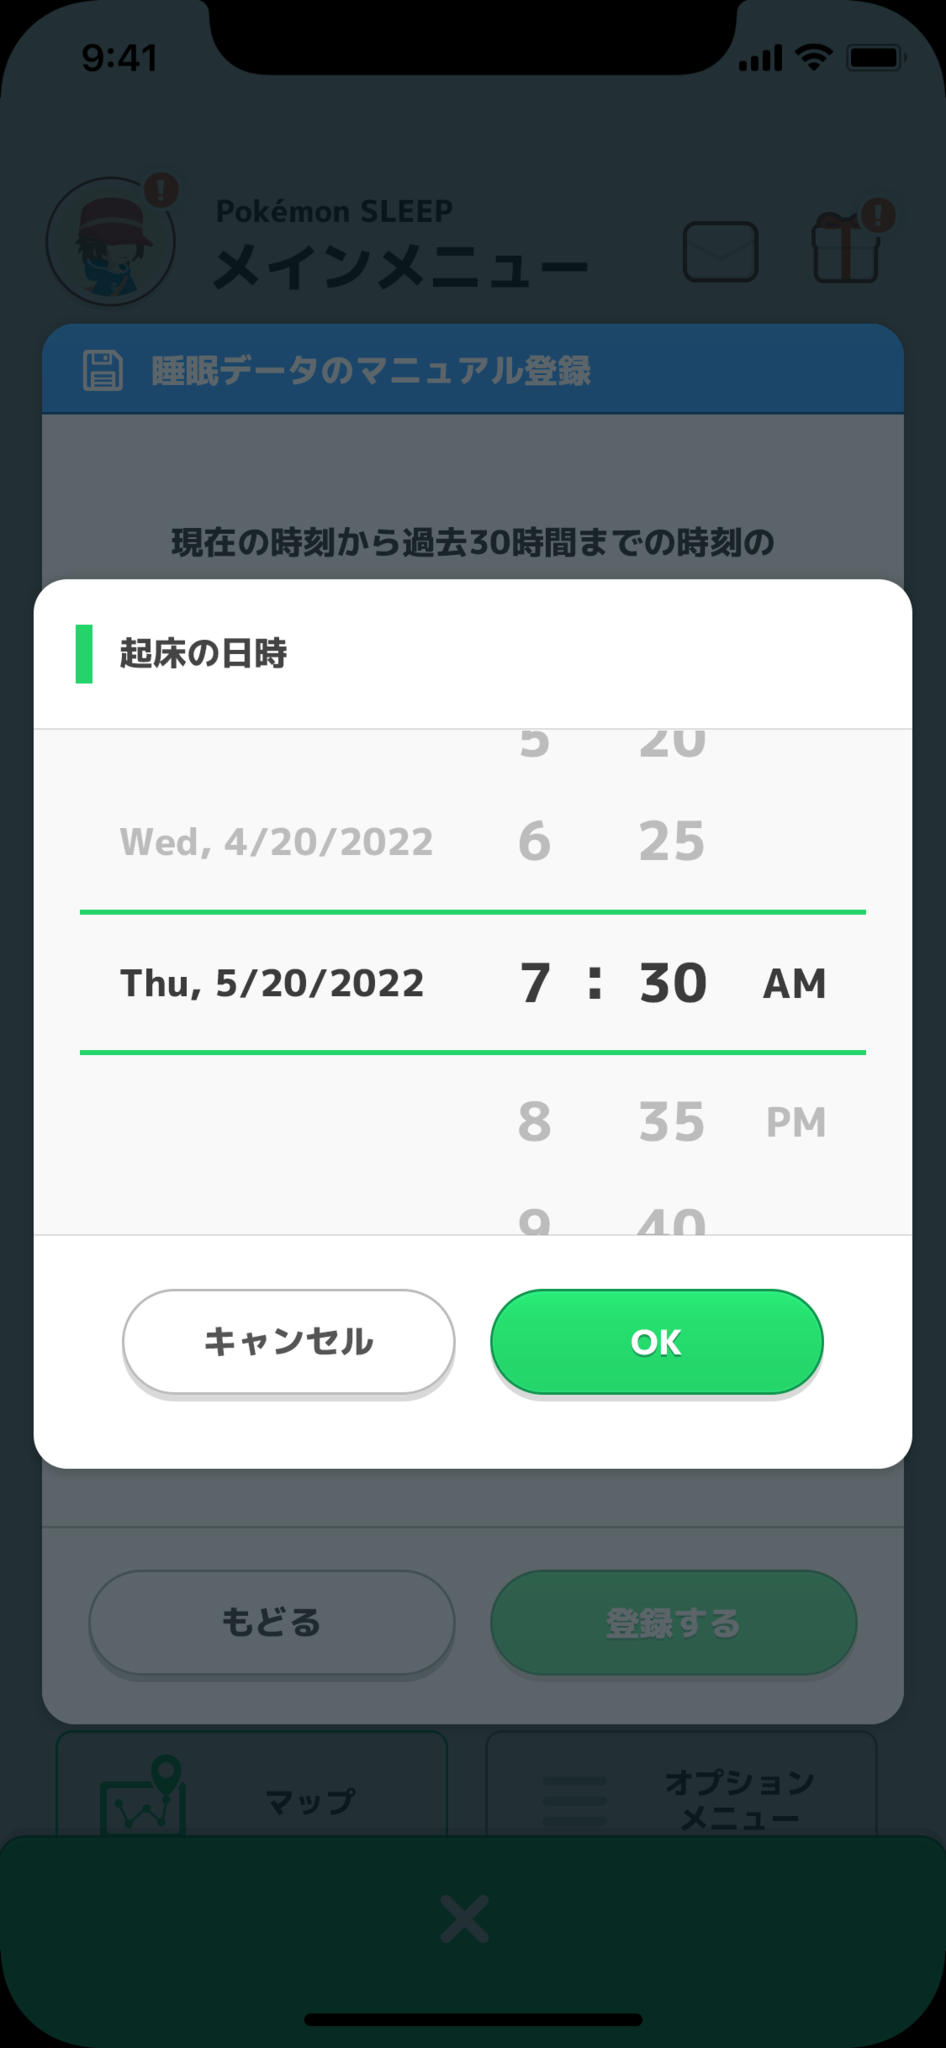 9:41
Pokémon SLEEP
メインメニュー
睡眠データのマニュアル登録
現在の時刻から過去30時間までの時刻の
起床の日時
5 20
Wed, 4/20/2022 6 25
Thu, 5/20/2022 7 : 30 AM
8 35 PM
9 40
キャンセル OK
もどる 登録する
マップ
オプション
メニュー